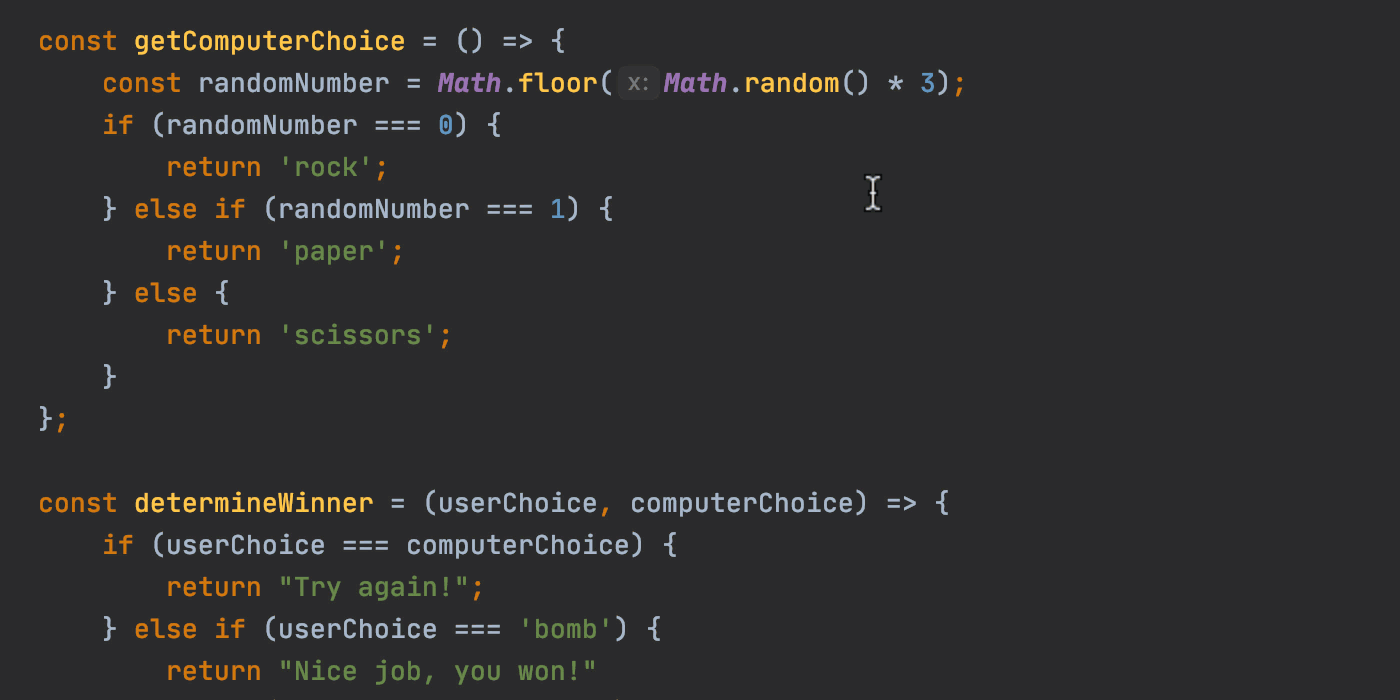 const getComputerChoice = () => {
    const randomNumber = Math.floor( x: Math.random() * 3);
    if (randomNumber === 0) {
        return 'rock';
    } else if (randomNumber === 1) {
        return 'paper';
    } else {
        return 'scissors';
    }
};

const determineWinner = (userChoice, computerChoice) => {
    if (userChoice === computerChoice) {
        return "Try again!";
    } else if (userChoice === 'bomb') {
        return "Nice job, you won!"